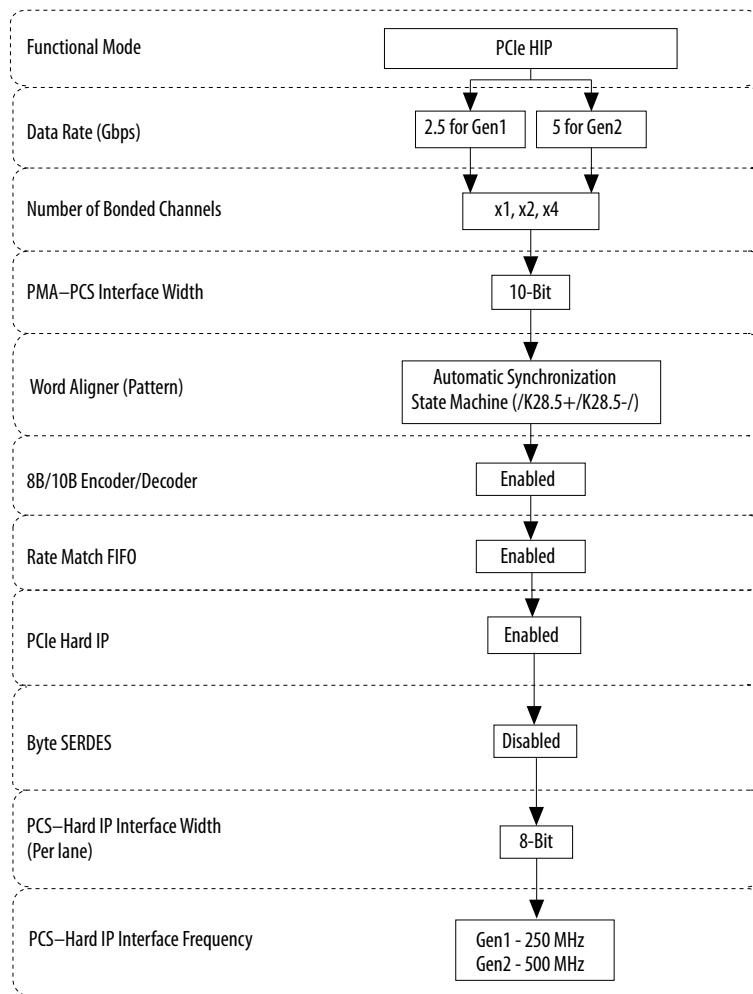 Functional Mode
PCIe HIP
Data Rate (Gbps)
2.5 for Gen1
5 for Gen2
Number of Bonded Channels
x1, x2, x4
PMA–PCS Interface Width
10-Bit
Word Aligner (Pattern)
Automatic Synchronization
State Machine (/K28.5+/K28.5-/)
8B/10B Encoder/Decoder
Enabled
Rate Match FIFO
Enabled
PCIe Hard IP
Enabled
Byte SERDES
Disabled
PCS–Hard IP Interface Width
(Per lane)
8-Bit
PCS–Hard IP Interface Frequency
Gen1 - 250 MHz
Gen2 - 500 MHz